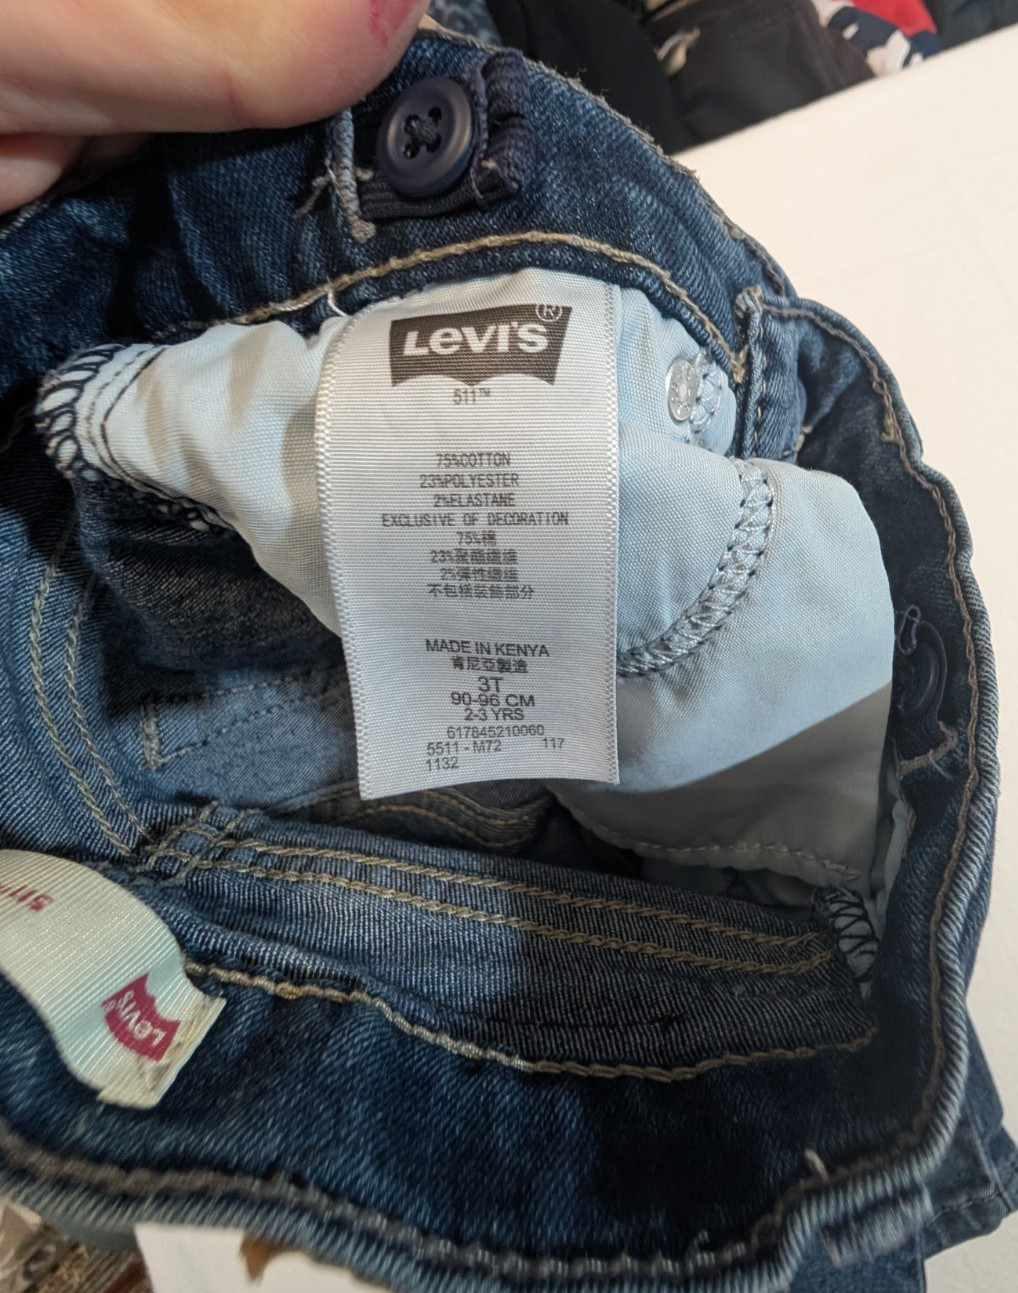 LEVI'S®
511™
75%COTTON
23%POLYESTER
2%ELASTANE
EXCLUSIVE OF DECORATION
75%棉
23%聚酯纖維
2%彈性纖維
不包括裝飾部分
MADE IN KENYA
肯尼亞製造
3T
90-96 CM
2-3 YRS
617845210060
5511 - M72 117
1132
511
LEVI'S